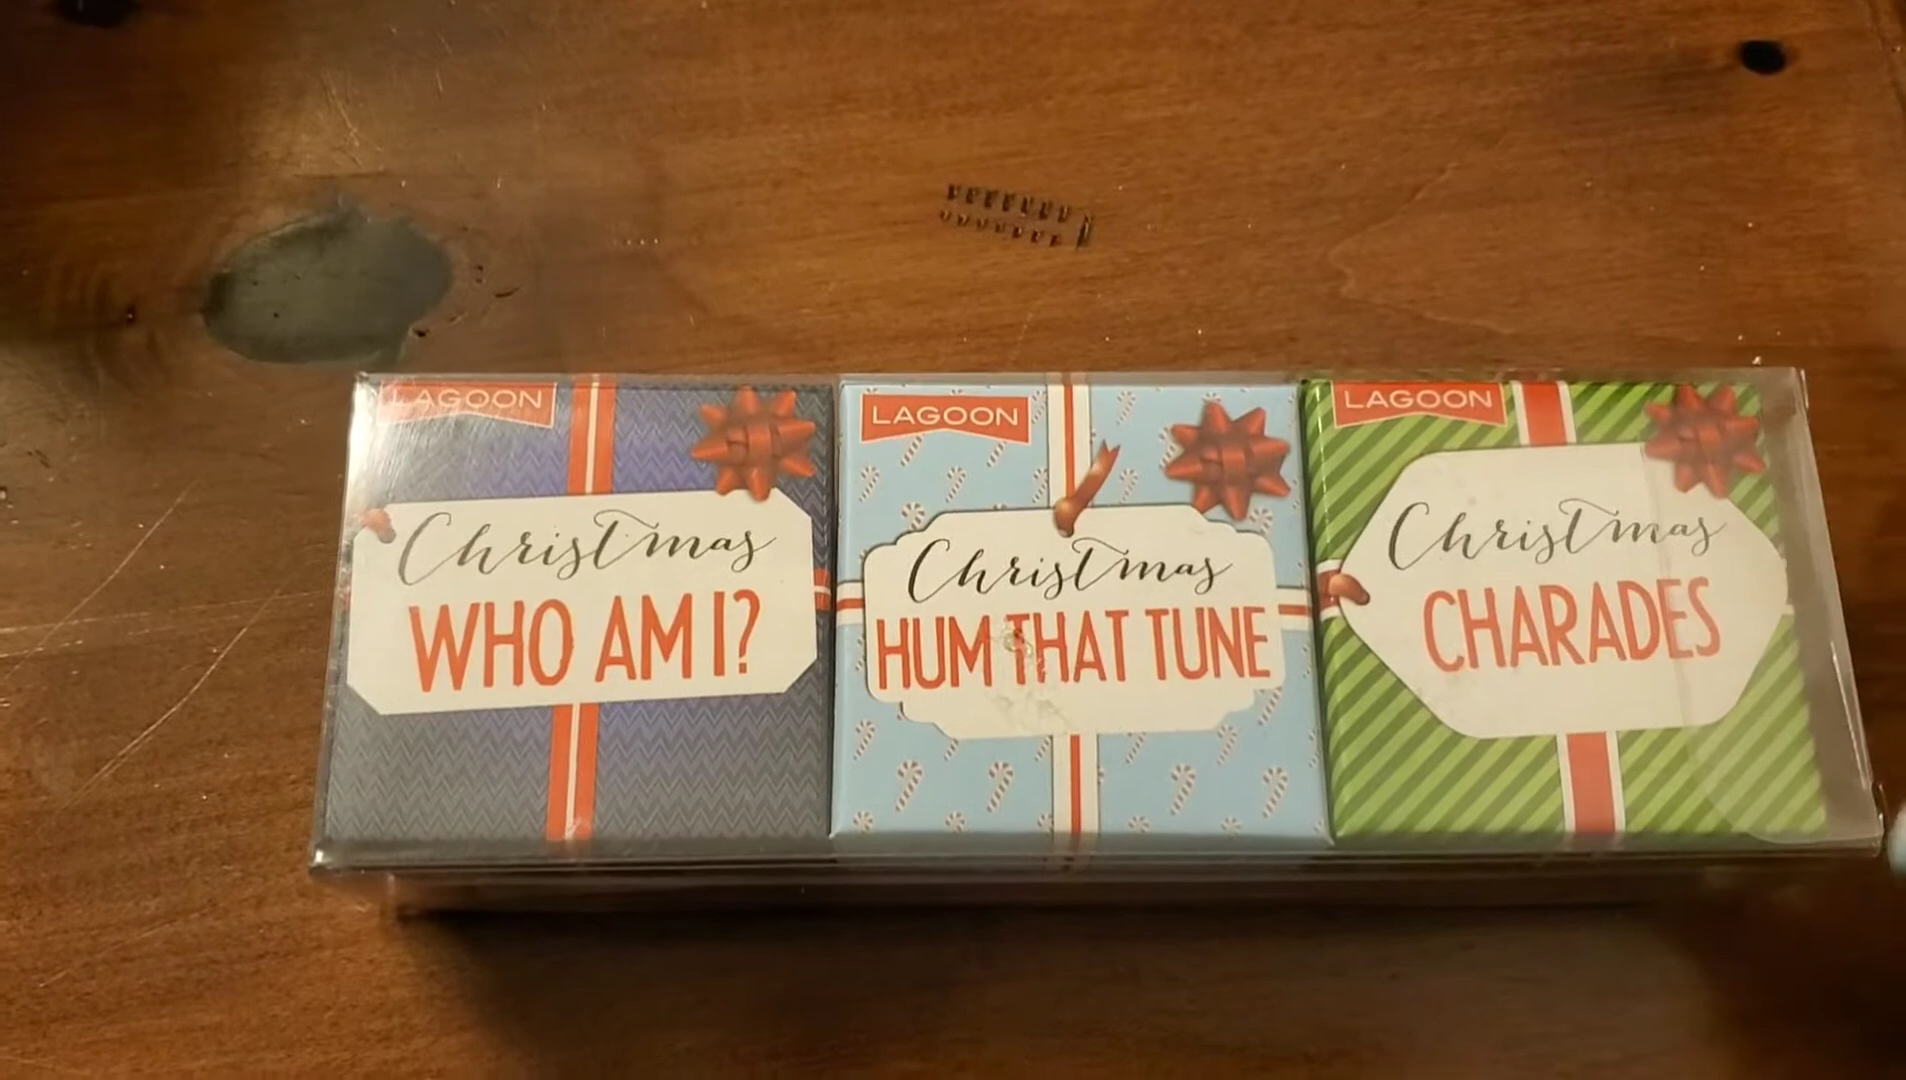 LAGOON
Christmas
WHO AM I?
LAGOON
Christmas
HUM THAT TUNE
LAGOON
Christmas
CHARADES